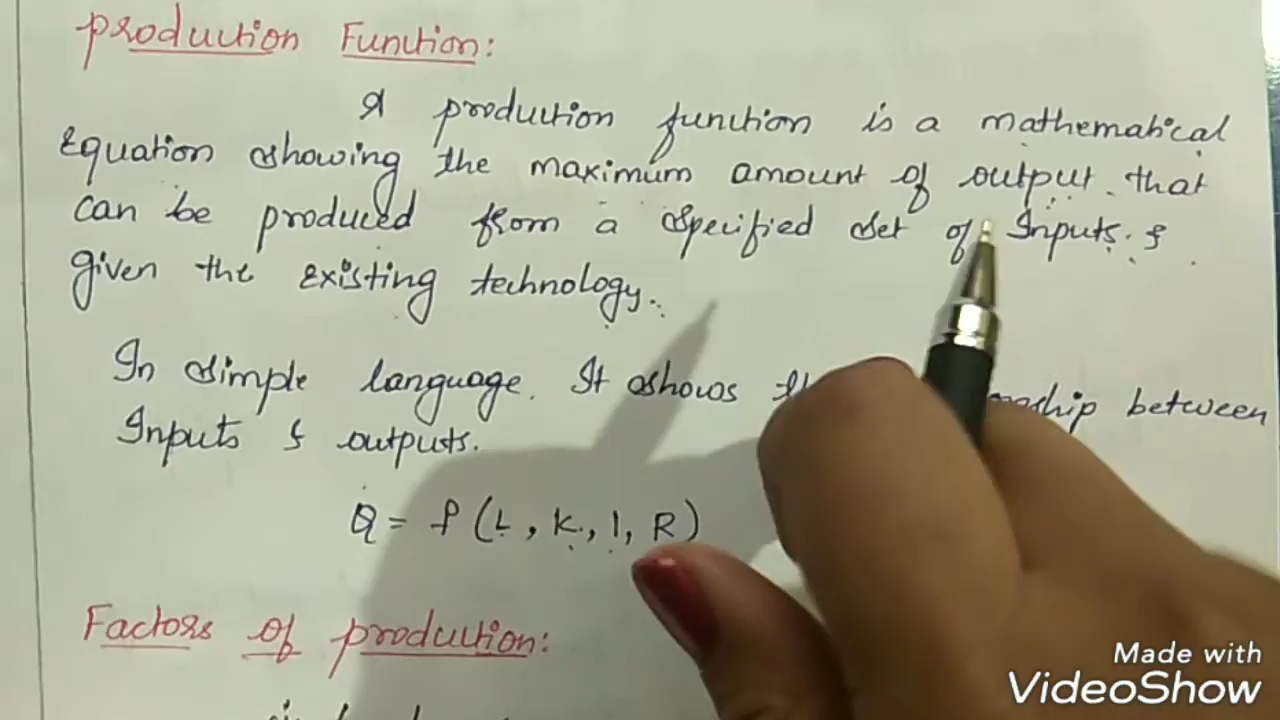 production Function:
A production function is a mathematical
Equation showing the maximum amount of output that
can be produced from a specified set of Inputs &
given the existing technology.
In simple language. It shows between
Inputs & outputs.
Q = f (L, K, I, R)
Factors of production:
Made with
VideoShow